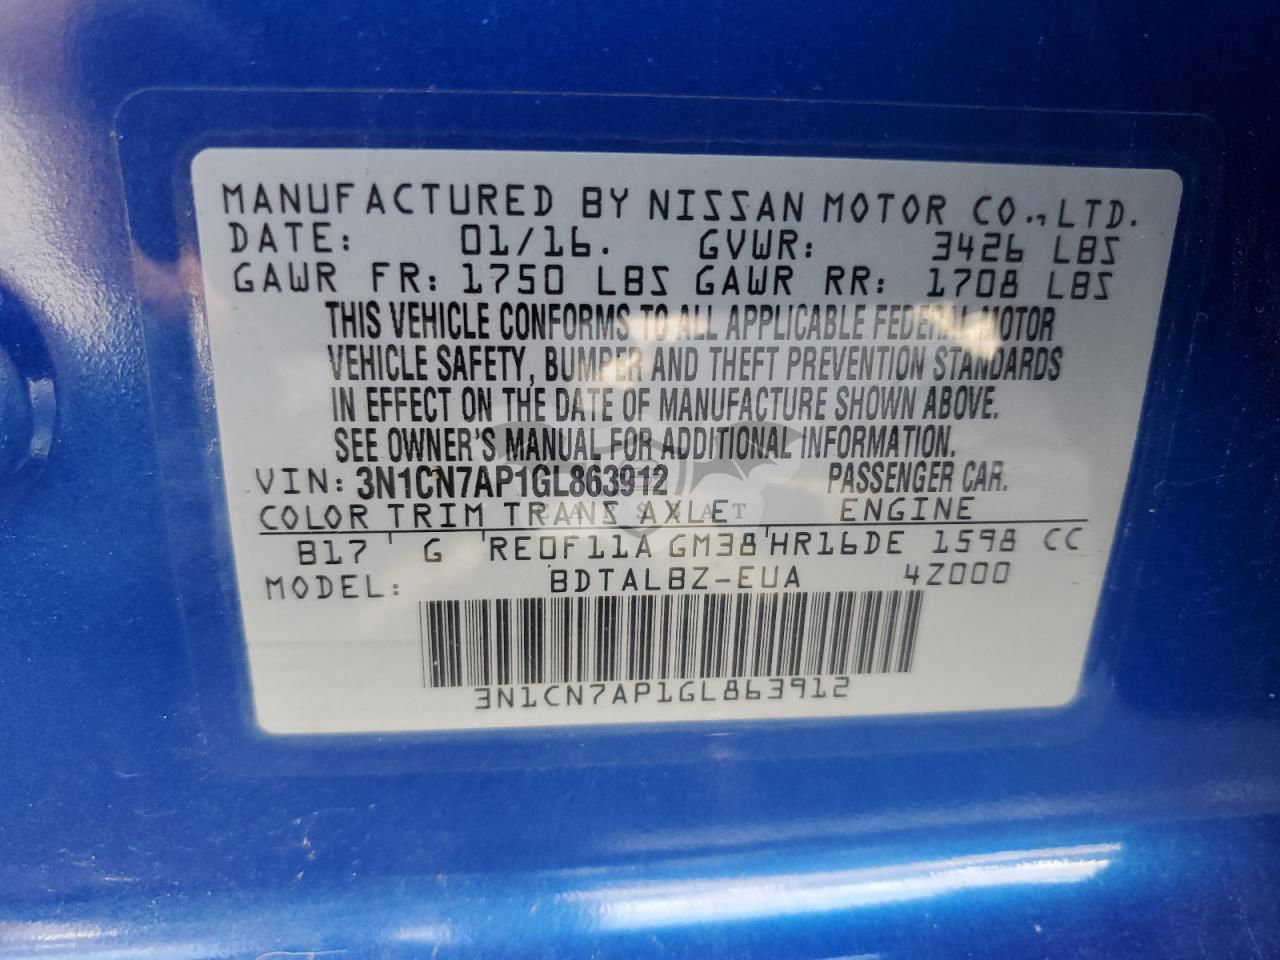 MANUFACTURED BY NISSAN MOTOR CO., LTD.
DATE: 01/16. GVWR: 3426 LBS
GAWR FR: 1750 LBS GAWR RR: 1708 LBS
THIS VEHICLE CONFORMS TO ALL APPLICABLE FEDERAL MOTOR
VEHICLE SAFETY, BUMPER AND THEFT PREVENTION STANDARDS
IN EFFECT ON THE DATE OF MANUFACTURE SHOWN ABOVE.
SEE OWNER'S MANUAL FOR ADDITIONAL INFORMATION.
VIN: 3N1CN7AP1GL863912 PASSENGER CAR.
COLOR TRIM TRANS AXLE ENGINE
B17 G RE0F11A GM38 HR16DE 1598 CC
MODEL: BDTALBZ-EUA 4Z000
3N1CN7AP1GL863912